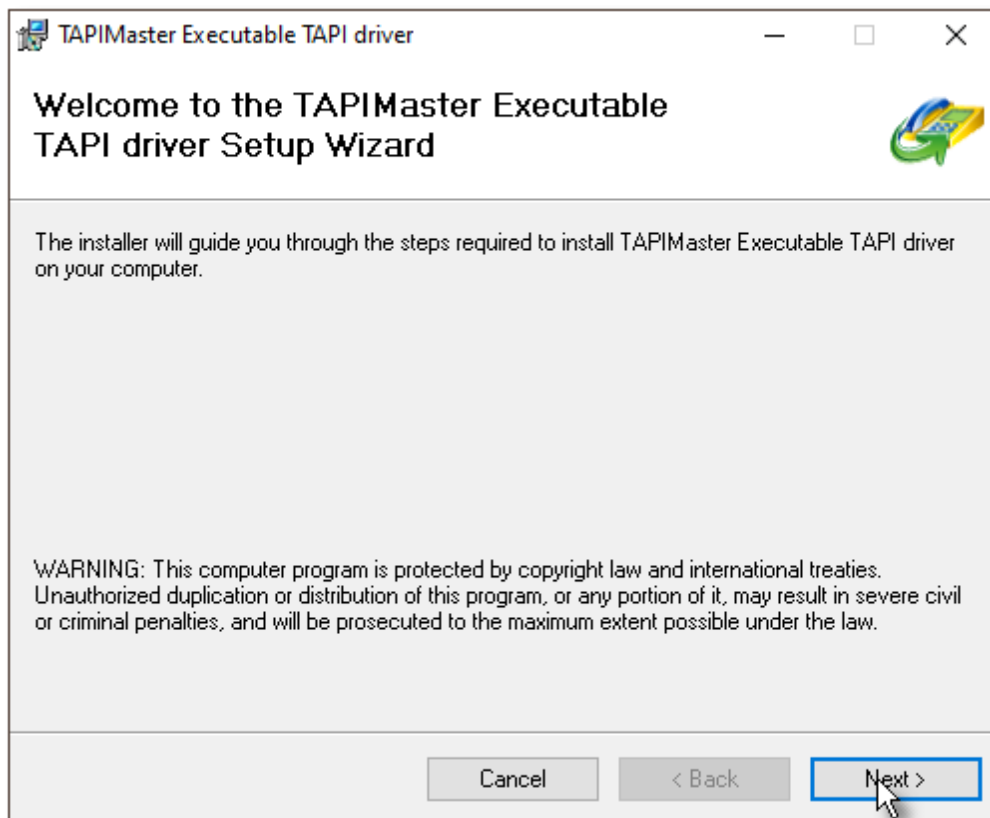 TAPIMaster Executable TAPI driver
Welcome to the TAPIMaster Executable
TAPI driver Setup Wizard
The installer will guide you through the steps required to install TAPIMaster Executable TAPI driver
on your computer.
WARNING: This computer program is protected by copyright law and international treaties.
Unauthorized duplication or distribution of this program, or any portion of it, may result in severe civil
or criminal penalties, and will be prosecuted to the maximum extent possible under the law.
Cancel < Back Next >